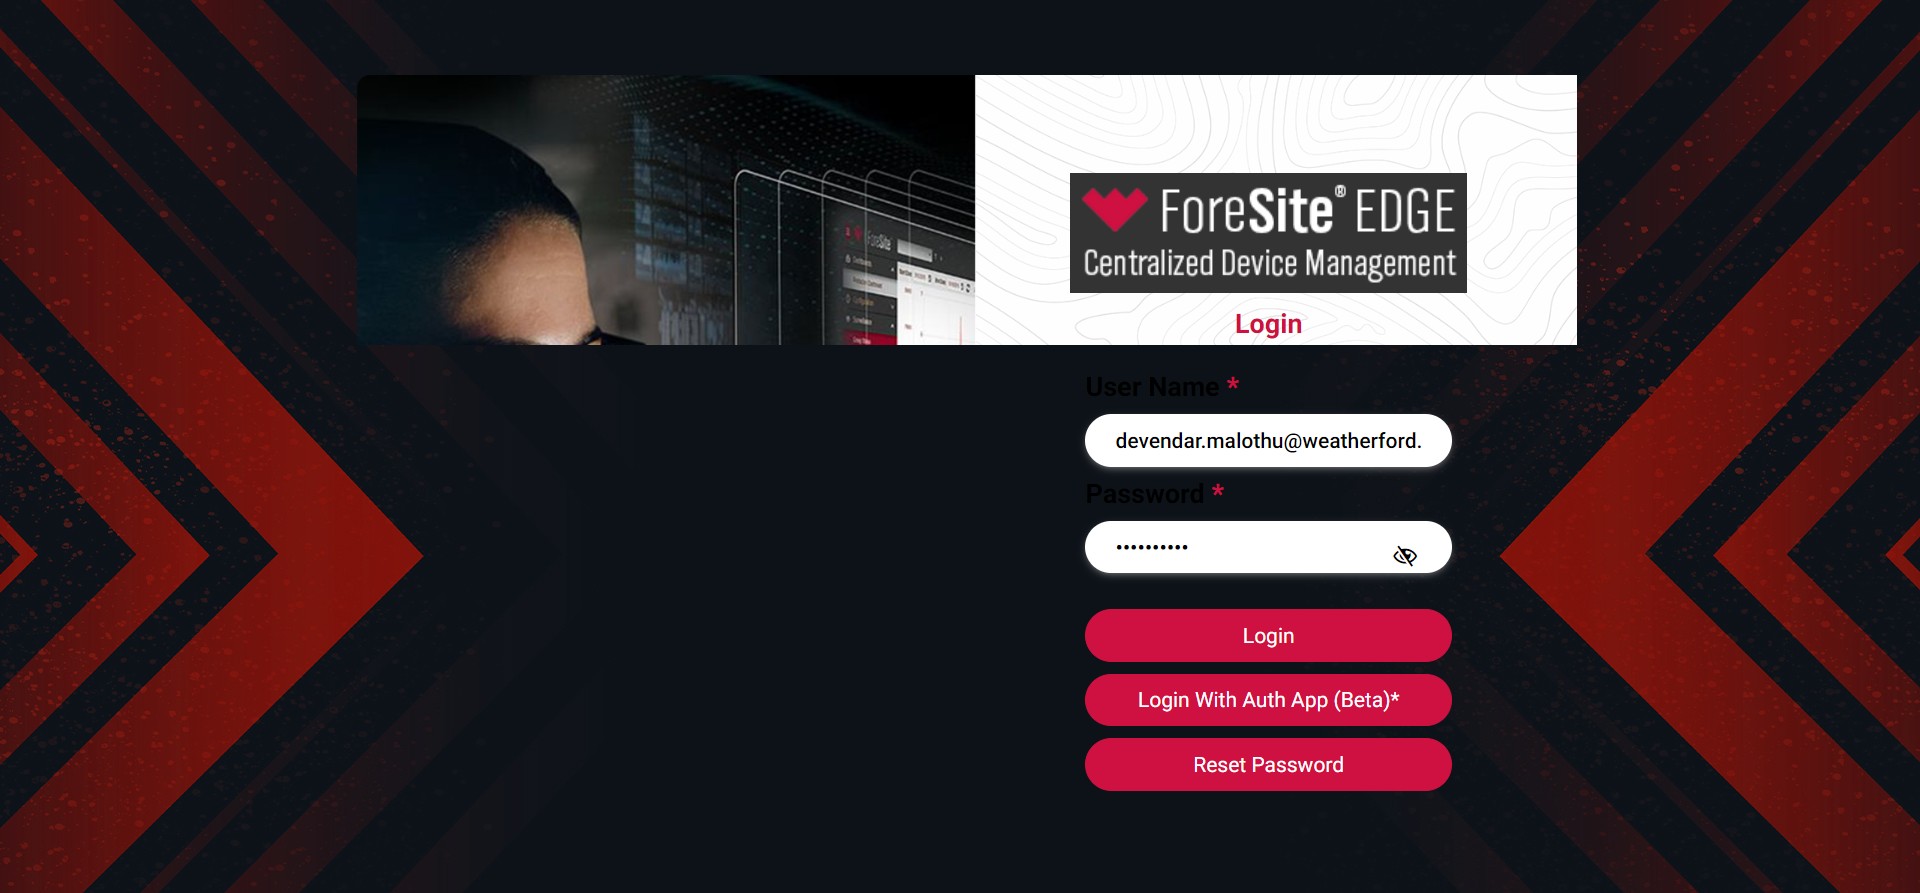 ForeSite
ForeSite® EDGE
Centralized Device Management
Login
User Name *
devendar.malothu@weatherford.
Password *
••••••••••
Login
Login With Auth App (Beta)*
Reset Password